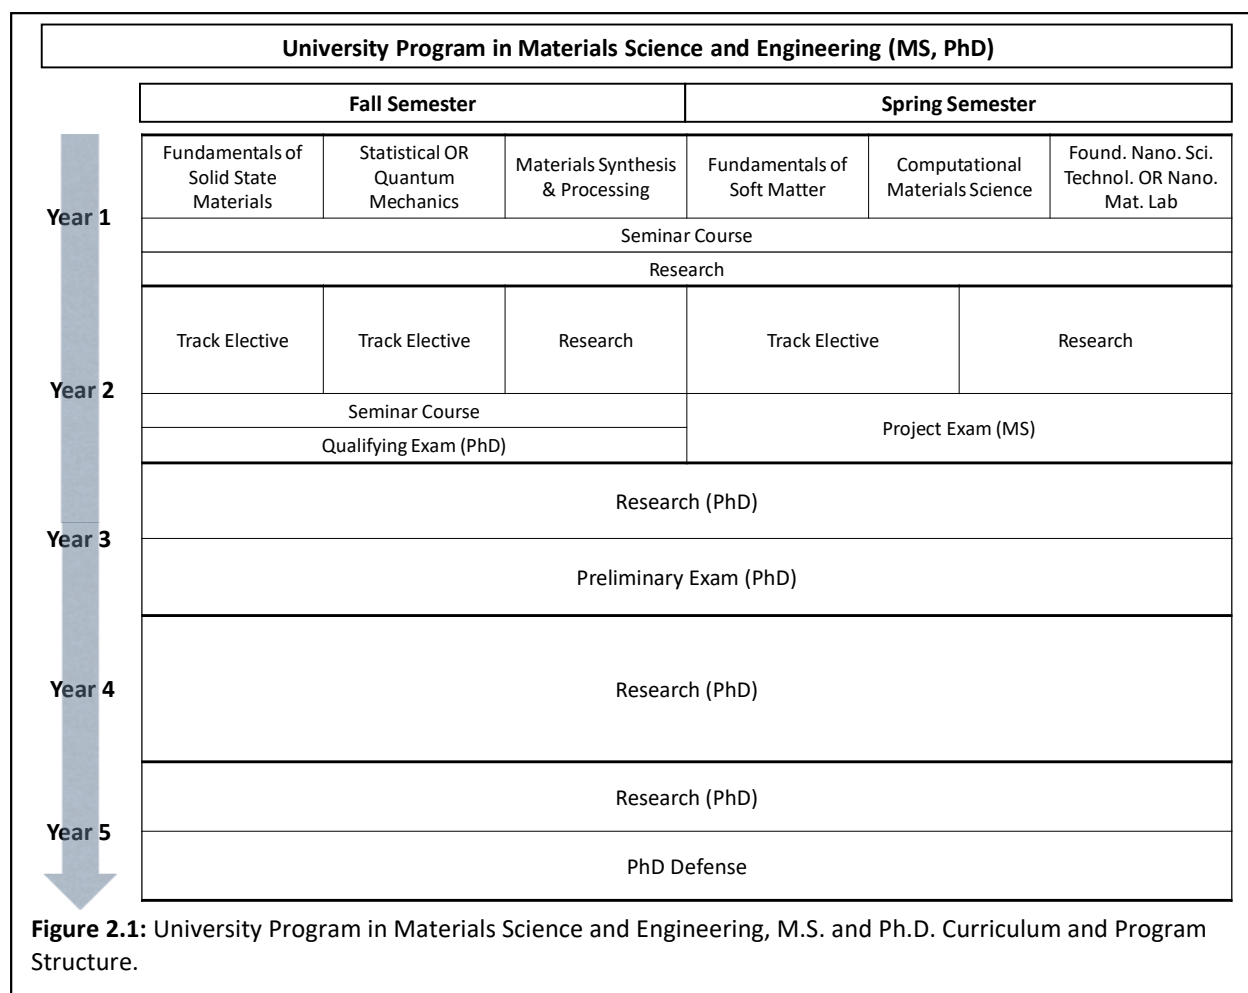 University Program in Materials Science and Engineering (MS, PhD)
Fall Semester
Spring Semester
Year 1
Fundamentals of
Solid State
Materials
Statistical OR
Quantum
Mechanics
Materials Synthesis
& Processing
Fundamentals of
Soft Matter
Computational
Materials Science
Found. Nano. Sci.
Technol. OR Nano.
Mat. Lab
Seminar Course
Research
Year 2
Track Elective
Track Elective
Research
Track Elective
Research
Seminar Course
Qualifying Exam (PhD)
Project Exam (MS)
Year 3
Research (PhD)
Preliminary Exam (PhD)
Year 4
Research (PhD)
Year 5
Research (PhD)
PhD Defense
Figure 2.1: University Program in Materials Science and Engineering, M.S. and Ph.D. Curriculum and Program
Structure.